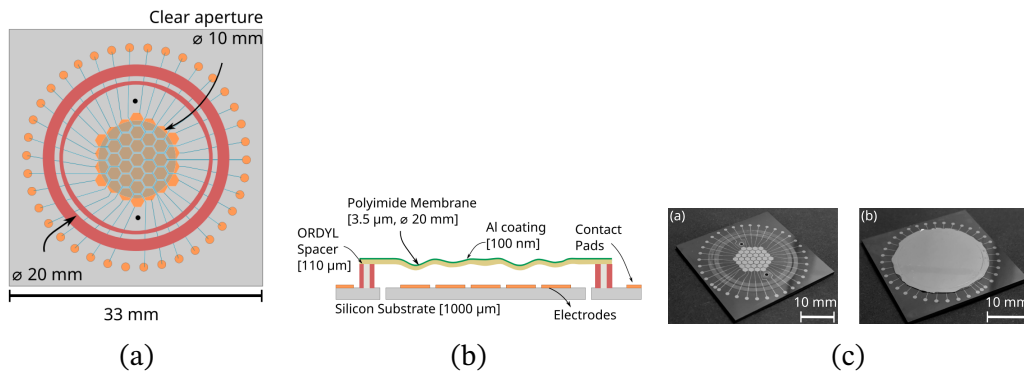 Clear aperture
⌀ 10 mm
⌀ 20 mm
33 mm
(a)
Polyimide Membrane
[3.5 µm, ⌀ 20 mm]
ORDYL
Spacer
[110 µm]
Al coating
[100 nm]
Contact
Pads
Silicon Substrate [1000 µm]
Electrodes
(b)
(a)
10 mm
(b)
10 mm
(c)